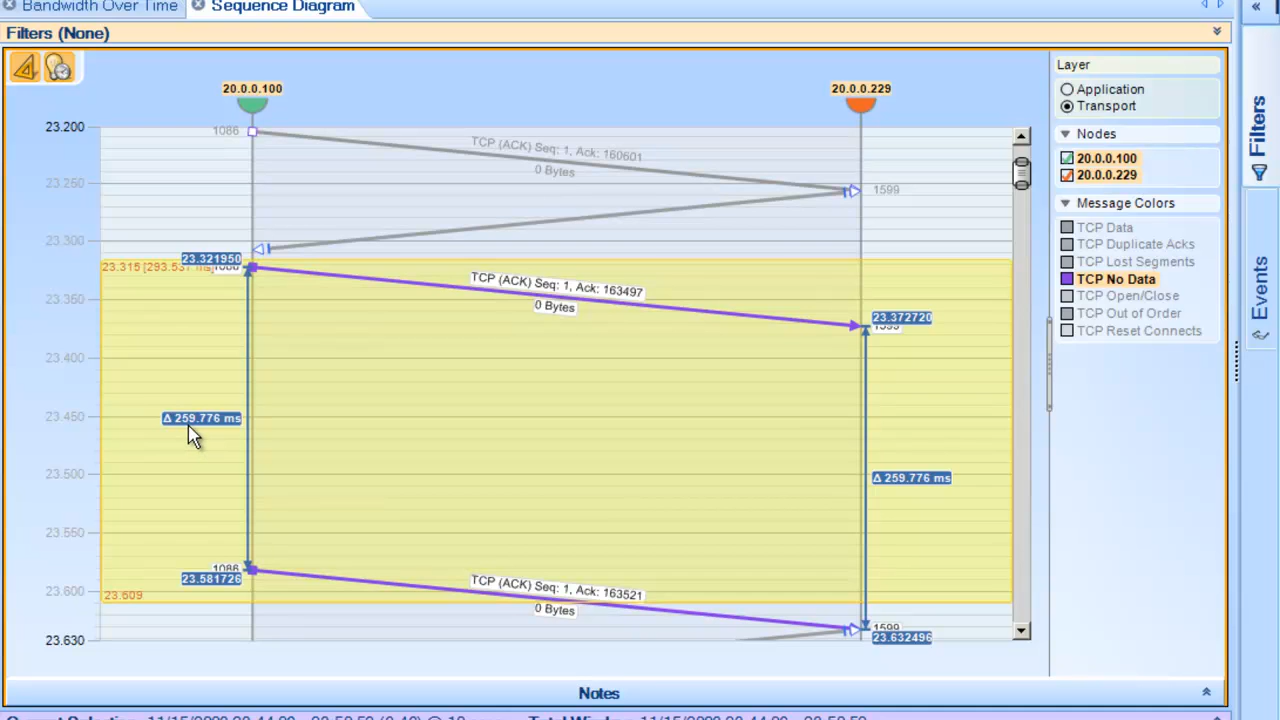 Bandwidth Over Time
Sequence Diagram
Filters (None)
20.0.0.100
20.0.0.229
23.200
23.250
23.300
23.350
23.400
23.450
23.500
23.550
23.600
23.630
1086
TCP (ACK) Seq: 1, Ack: 160601
0 Bytes
1599
23.321950
23.315 [293.537 ms]
1086
TCP (ACK) Seq: 1, Ack: 163497
0 Bytes
23.372720
1599
Δ 259.776 ms
Δ 259.776 ms
1086
23.581726
23.609
TCP (ACK) Seq: 1, Ack: 163521
0 Bytes
1599
23.632496
Layer
Application
Transport
Nodes
20.0.0.100
20.0.0.229
Message Colors
TCP Data
TCP Duplicate Acks
TCP Lost Segments
TCP No Data
TCP Open/Close
TCP Out of Order
TCP Reset Connects
Filters
Events
Notes